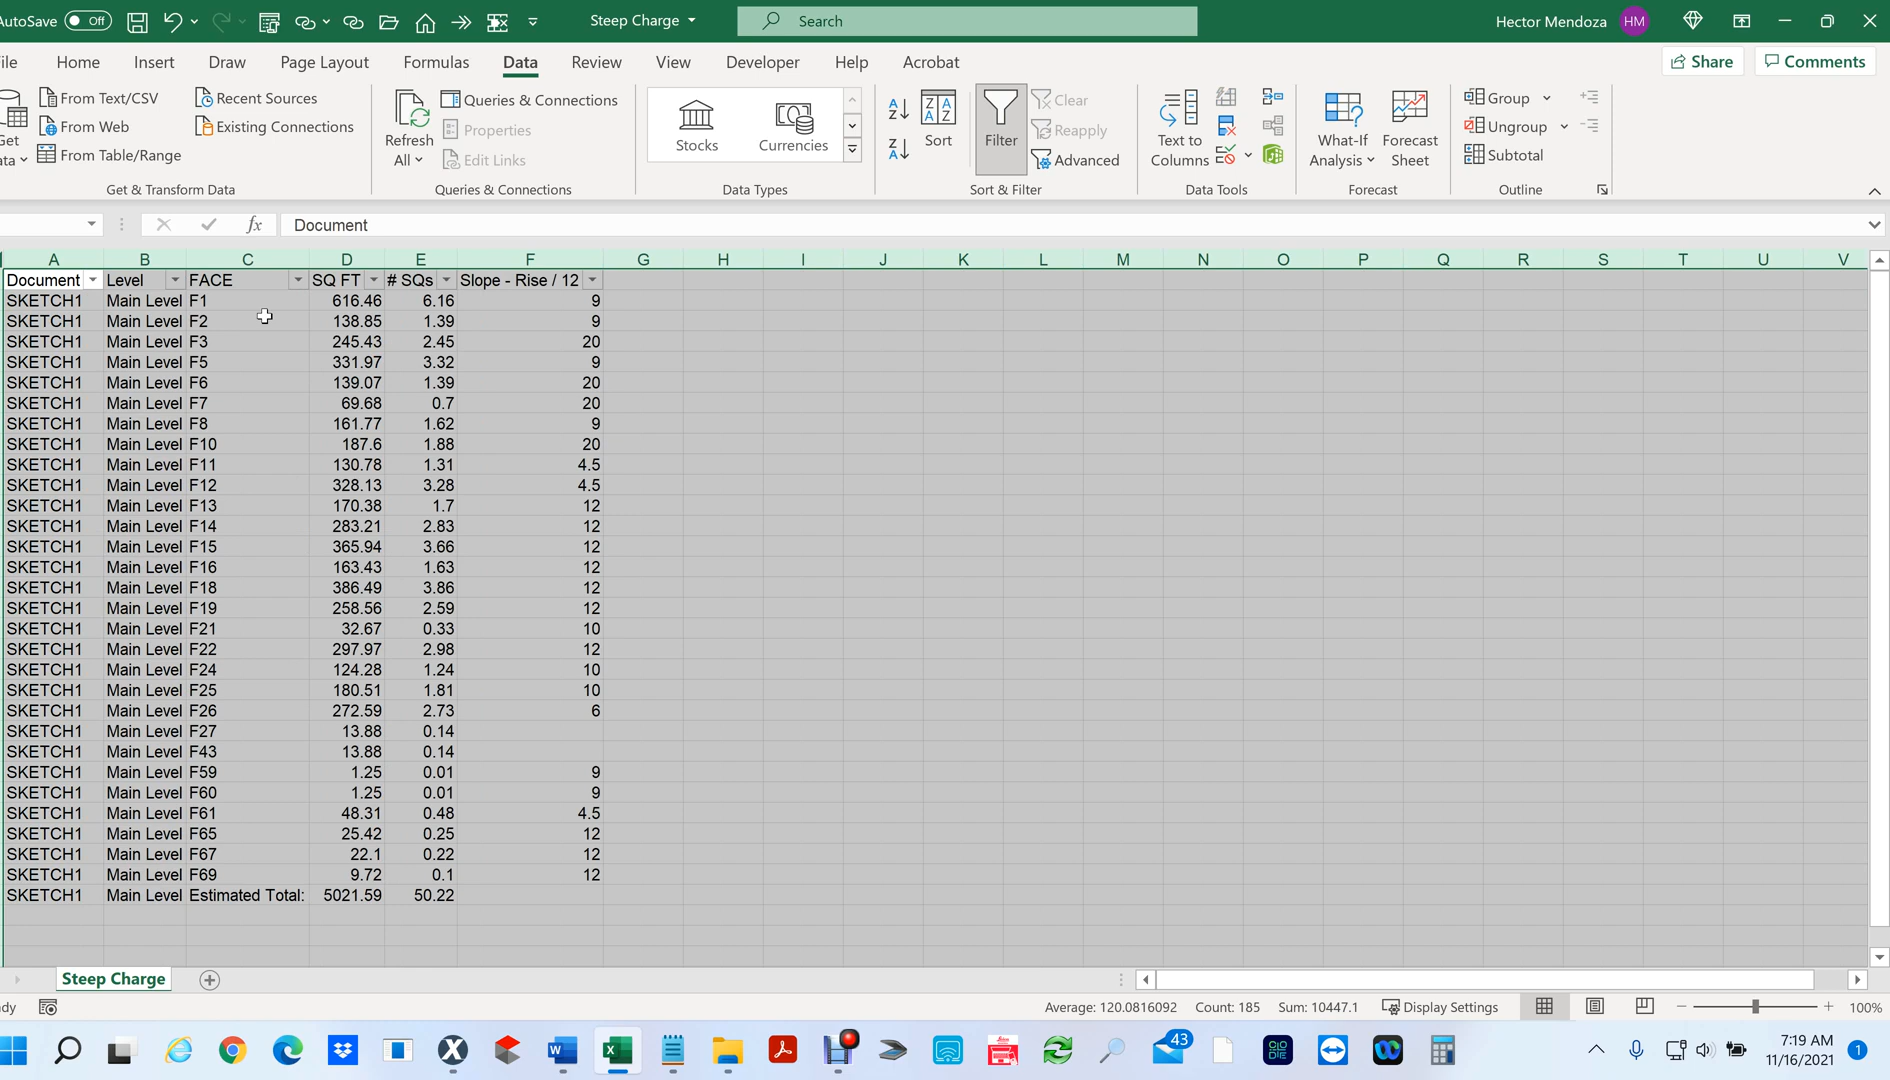 AutoSave Off Steep Charge Search Hector Mendoza HM
File Home Insert Draw Page Layout Formulas Data Review View Developer Help Acrobat Share Comments
Get Data
From Text/CSV
From Web
From Table/Range
Recent Sources
Existing Connections
Get & Transform Data
Refresh All
Queries & Connections
Properties
Edit Links
Queries & Connections
Stocks Currencies
Data Types
Sort
Filter
Clear
Reapply
Advanced
Sort & Filter
Text to Columns
Data Tools
What-If Analysis
Forecast Sheet
Forecast
Group
Ungroup
Subtotal
Outline
fx Document
A B C D E F G H I J K L M N O P Q R S T U V
Document Level FACE SQ FT # SQs Slope - Rise / 12
SKETCH1 Main Level F1 616.46 6.16 9
SKETCH1 Main Level F2 138.85 1.39 9
SKETCH1 Main Level F3 245.43 2.45 20
SKETCH1 Main Level F5 331.97 3.32 9
SKETCH1 Main Level F6 139.07 1.39 20
SKETCH1 Main Level F7 69.68 0.7 20
SKETCH1 Main Level F8 161.77 1.62 9
SKETCH1 Main Level F10 187.6 1.88 20
SKETCH1 Main Level F11 130.78 1.31 4.5
SKETCH1 Main Level F12 328.13 3.28 4.5
SKETCH1 Main Level F13 170.38 1.7 12
SKETCH1 Main Level F14 283.21 2.83 12
SKETCH1 Main Level F15 365.94 3.66 12
SKETCH1 Main Level F16 163.43 1.63 12
SKETCH1 Main Level F18 386.49 3.86 12
SKETCH1 Main Level F19 258.56 2.59 12
SKETCH1 Main Level F21 32.67 0.33 10
SKETCH1 Main Level F22 297.97 2.98 12
SKETCH1 Main Level F24 124.28 1.24 10
SKETCH1 Main Level F25 180.51 1.81 10
SKETCH1 Main Level F26 272.59 2.73 6
SKETCH1 Main Level F27 13.88 0.14
SKETCH1 Main Level F43 13.88 0.14
SKETCH1 Main Level F59 1.25 0.01 9
SKETCH1 Main Level F60 1.25 0.01 9
SKETCH1 Main Level F61 48.31 0.48 4.5
SKETCH1 Main Level F65 25.42 0.25 12
SKETCH1 Main Level F67 22.1 0.22 12
SKETCH1 Main Level F69 9.72 0.1 12
SKETCH1 Main Level Estimated Total: 5021.59 50.22
Steep Charge
Average: 120.0816092 Count: 185 Sum: 10447.1 Display Settings 100%
43
7:19 AM
11/16/2021
1